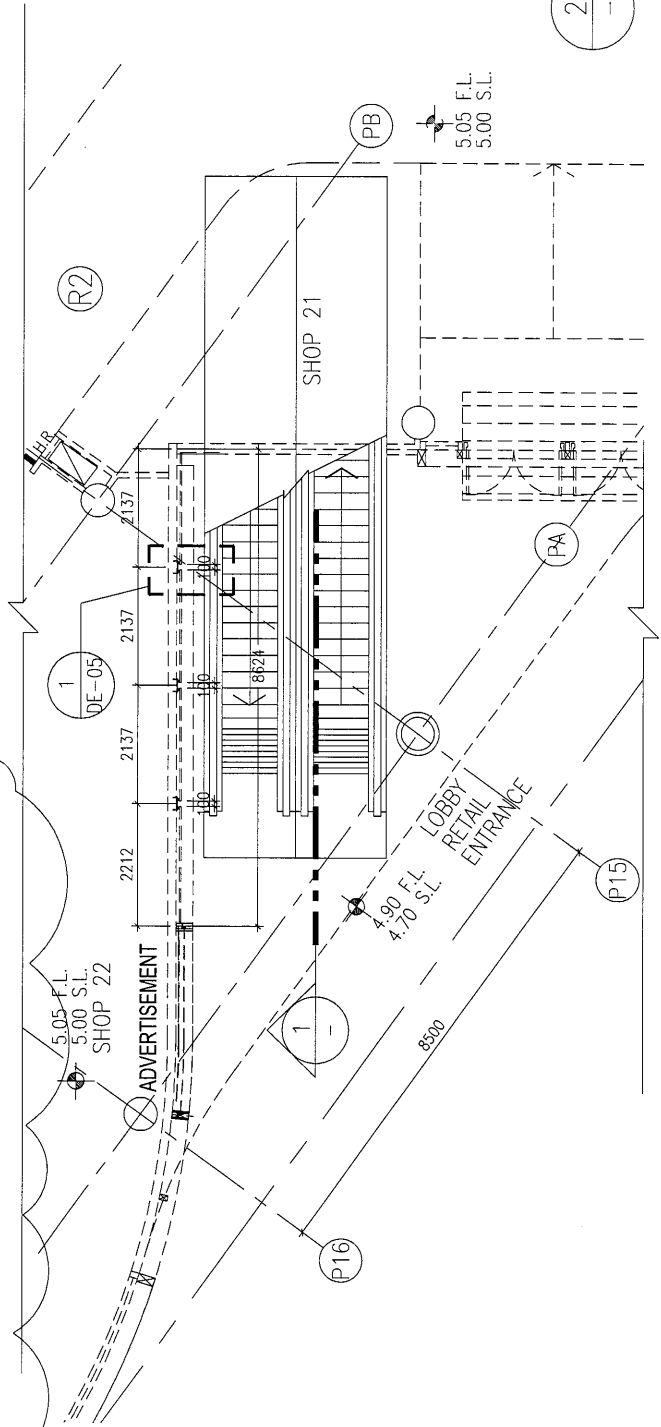 5.05 F.L.
5.00 S.L.
SHOP 22
ADVERTISEMENT
P16
8500
P15
LOBBY
RETAIL
ENTRANCE
4.90 F.L.
4.70 S.L.
1
-
2212
2137
2137
2137
1
DE-05
100
100
100
8624
H.R.
R2
SHOP 21
PA
PB
5.05 F.L.
5.00 S.L.
2
-